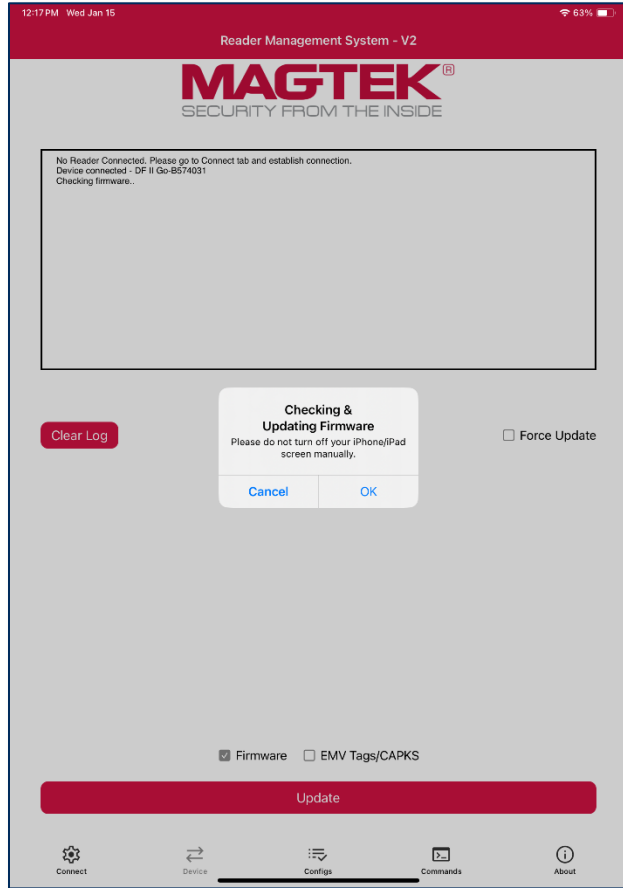 12:17 PM Wed Jan 15
63%
Reader Management System - V2
MAGTEK®
SECURITY FROM THE INSIDE
No Reader Connected. Please go to Connect tab and establish connection.
Device connected - DF II Go-B574031
Checking firmware..
Checking &
Updating Firmware
Please do not turn off your iPhone/iPad
screen manually.
Cancel OK
Clear Log
Force Update
Firmware EMV Tags/CAPKS
Update
Connect Device Configs Commands About